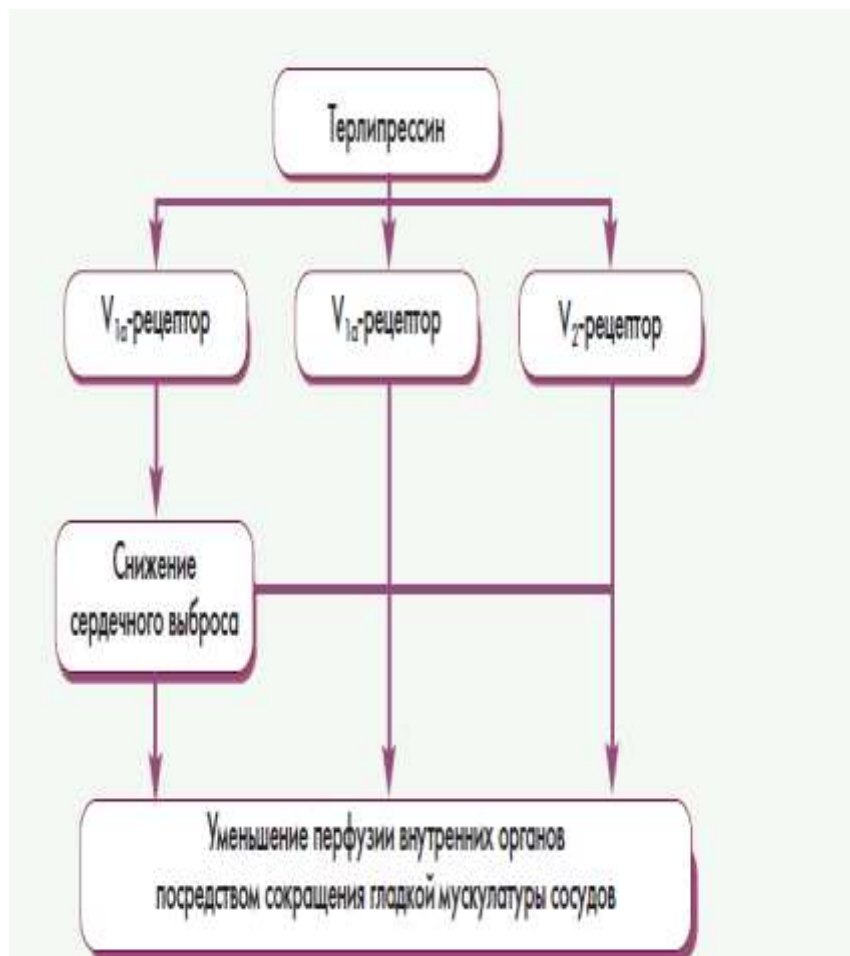 Терлипрессин
V1a-рецептор
V1a-рецептор
V2-рецептор
Снижение
сердечного выброса
Уменьшение перфузии внутренних органов
посредством сокращения гладкой мускулатуры сосудов